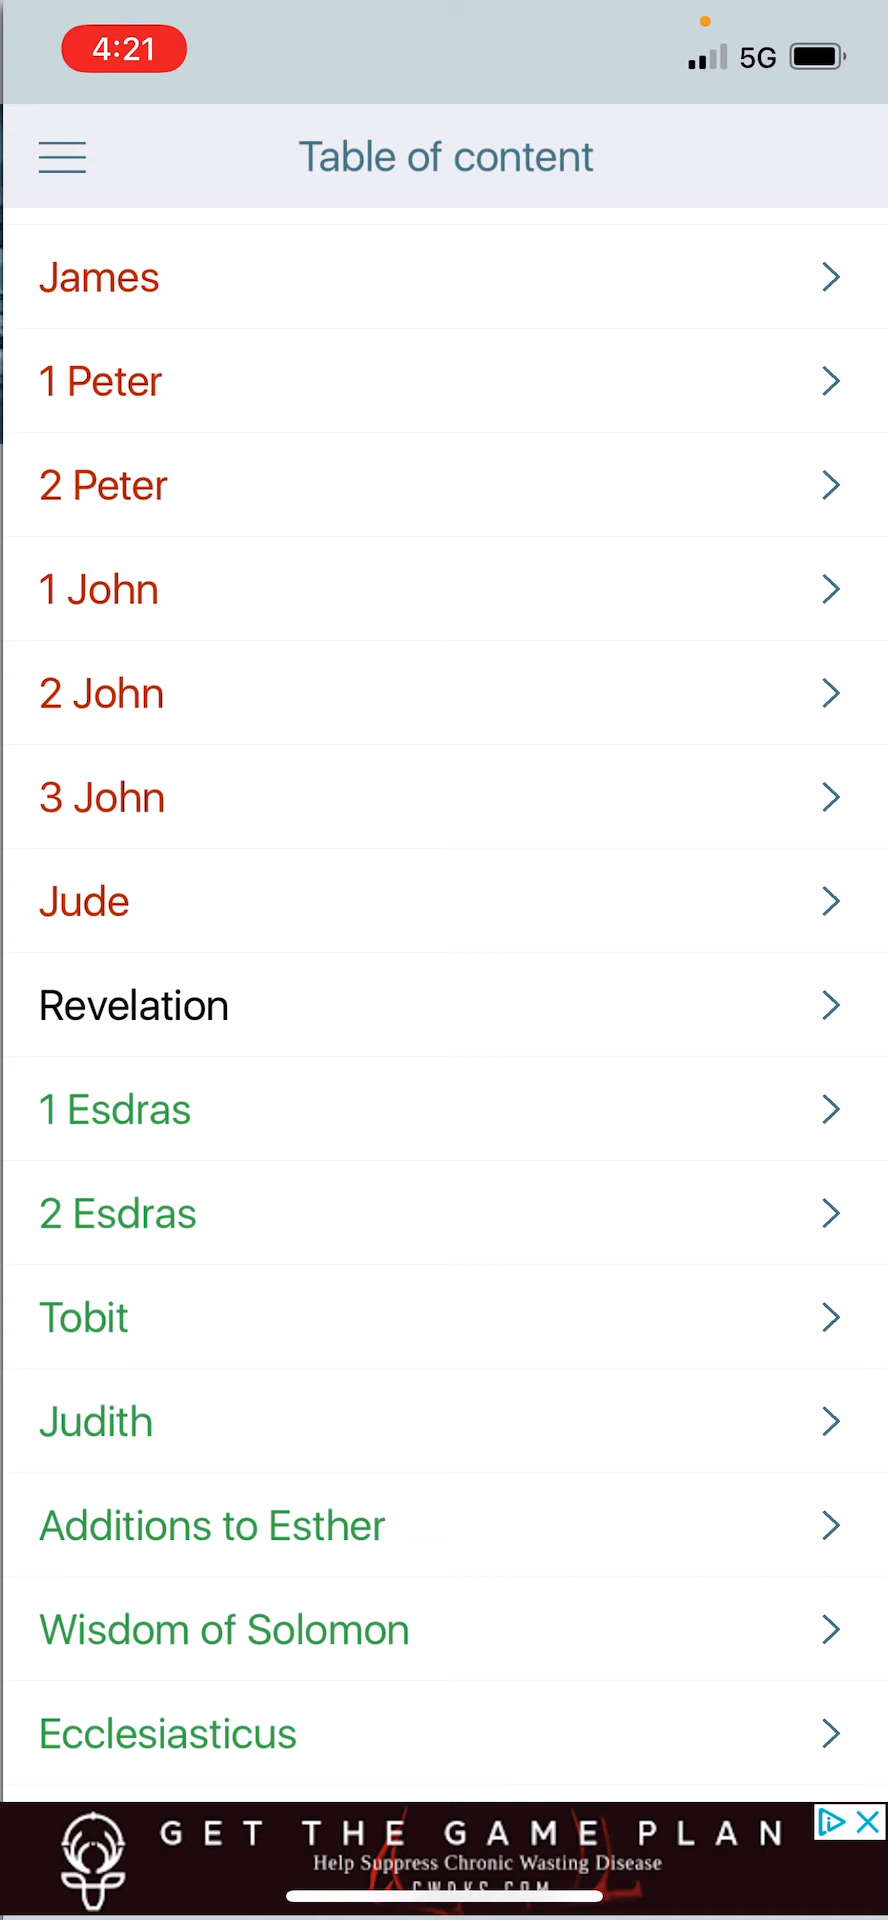 4:21
5G
Table of content
James
1 Peter
2 Peter
1 John
2 John
3 John
Jude
Revelation
1 Esdras
2 Esdras
Tobit
Judith
Additions to Esther
Wisdom of Solomon
Ecclesiasticus
GET THE GAME PLAN
Help Suppress Chronic Wasting Disease